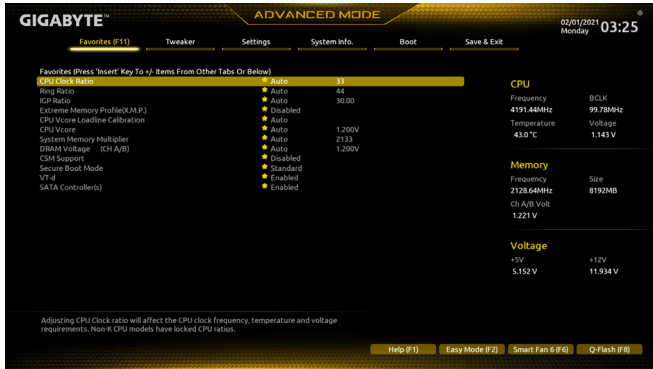 GIGABYTE™ ADVANCED MODE
02/01/2021 Monday 03:25
Favorites (F11) Tweaker Settings System Info. Boot Save & Exit
Favorites (Press 'Insert' Key To +/- Items From Other Tabs Or Below)
CPU Clock Ratio Auto 33
Ring Ratio Auto 44
IGP Ratio Auto 30.00
Extreme Memory Profile(X.M.P.) Disabled
CPU Vcore Loadline Calibration Auto
CPU Vcore Auto 1.200V
System Memory Multiplier Auto 2133
DRAM Voltage (CH A/B) Auto 1.200V
CSM Support Disabled
Secure Boot Mode Standard
VT-d Enabled
SATA Controller(s) Enabled
CPU
Frequency BCLK
4191.44MHz 99.78MHz
Temperature Voltage
43.0 °C 1.143 V
Memory
Frequency Size
2128.64MHz 8192MB
Ch A/B Volt
1.221 V
Voltage
+5V +12V
5.152 V 11.934 V
Adjusting CPU Clock ratio will affect the CPU clock frequency, temperature and voltage
requirements. Non-K CPU models have locked CPU ratios.
Help (F1) Easy Mode (F2) Smart Fan 6 (F6) Q-Flash (F8)